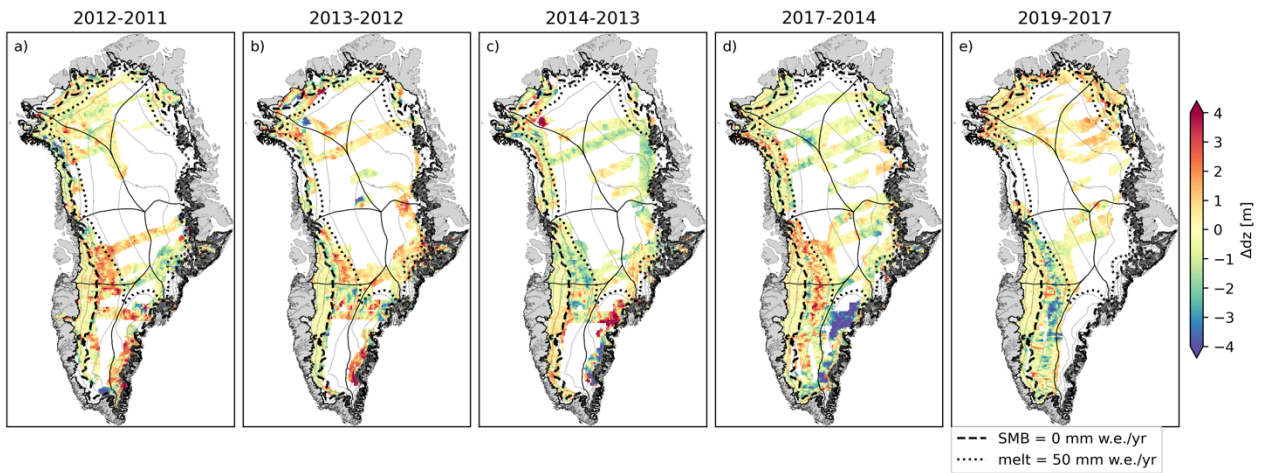 2012-2011
2013-2012
2014-2013
2017-2014
2019-2017
a)
b)
c)
d)
e)
4
3
2
1
0
−1
−2
−3
−4
Δdz [m]
SMB = 0 mm w.e./yr
melt = 50 mm w.e./yr